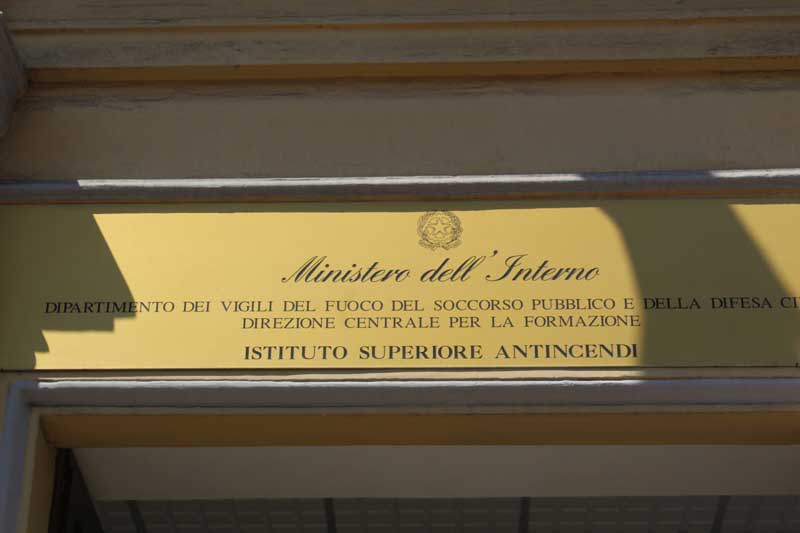 Ministero dell'Interno
DIPARTIMENTO DEI VIGILI DEL FUOCO DEL SOCCORSO PUBBLICO E DELLA DIFESA CI
DIREZIONE CENTRALE PER LA FORMAZIONE
ISTITUTO SUPERIORE ANTINCENDI